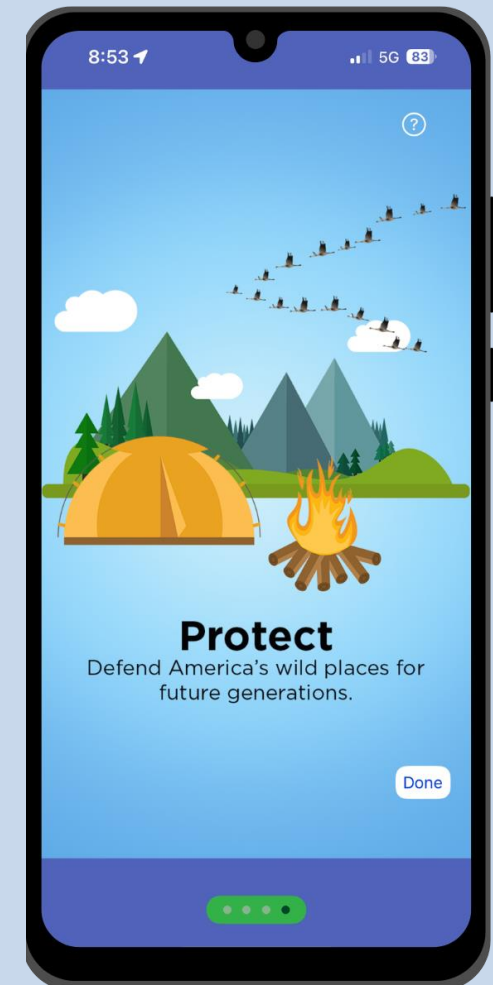 8:53 5G 83
?
Protect
Defend America’s wild places for
future generations.
Done